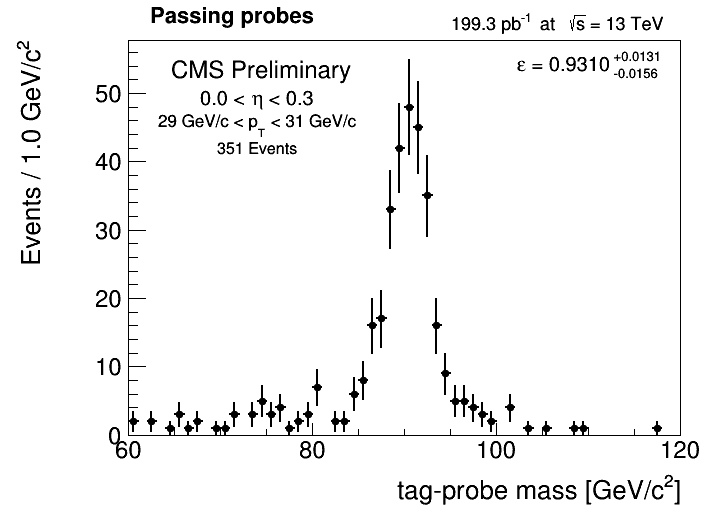 Passing probes
199.3 pb⁻¹ at √s = 13 TeV
CMS Preliminary
0.0 < η < 0.3
29 GeV/c < p_T < 31 GeV/c
351 Events
ε = 0.9310 +0.0131 -0.0156
Events / 1.0 GeV/c²
50
40
30
20
10
0
60 80 100 120
tag-probe mass [GeV/c²]